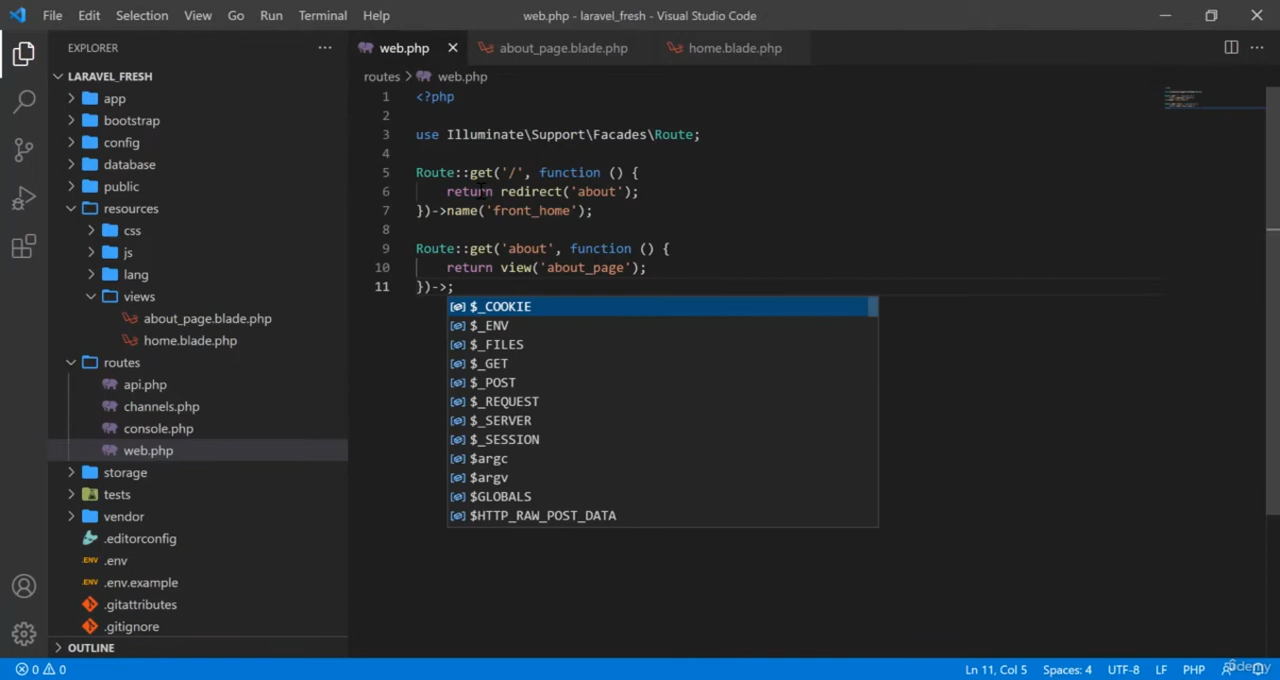 File Edit Selection View Go Run Terminal Help
web.php - laravel_fresh - Visual Studio Code
EXPLORER
LARAVEL_FRESH
app
bootstrap
config
database
public
resources
css
js
lang
views
about_page.blade.php
home.blade.php
routes
api.php
channels.php
console.php
web.php
storage
tests
vendor
.editorconfig
.ENV .env
.ENV .env.example
.gitattributes
.gitignore
OUTLINE
web.php about_page.blade.php home.blade.php
routes > web.php
1 <?php
2
3 use Illuminate\Support\Facades\Route;
4
5 Route::get('/', function () {
6     return redirect('about');
7 })->name('front_home');
8
9 Route::get('about', function () {
10     return view('about_page');
11 })->;
$_COOKIE
$_ENV
$_FILES
$_GET
$_POST
$_REQUEST
$_SERVER
$_SESSION
$argc
$argv
$GLOBALS
$HTTP_RAW_POST_DATA
0 0 Ln 11, Col 5 Spaces: 4 UTF-8 LF PHP
ûdemy